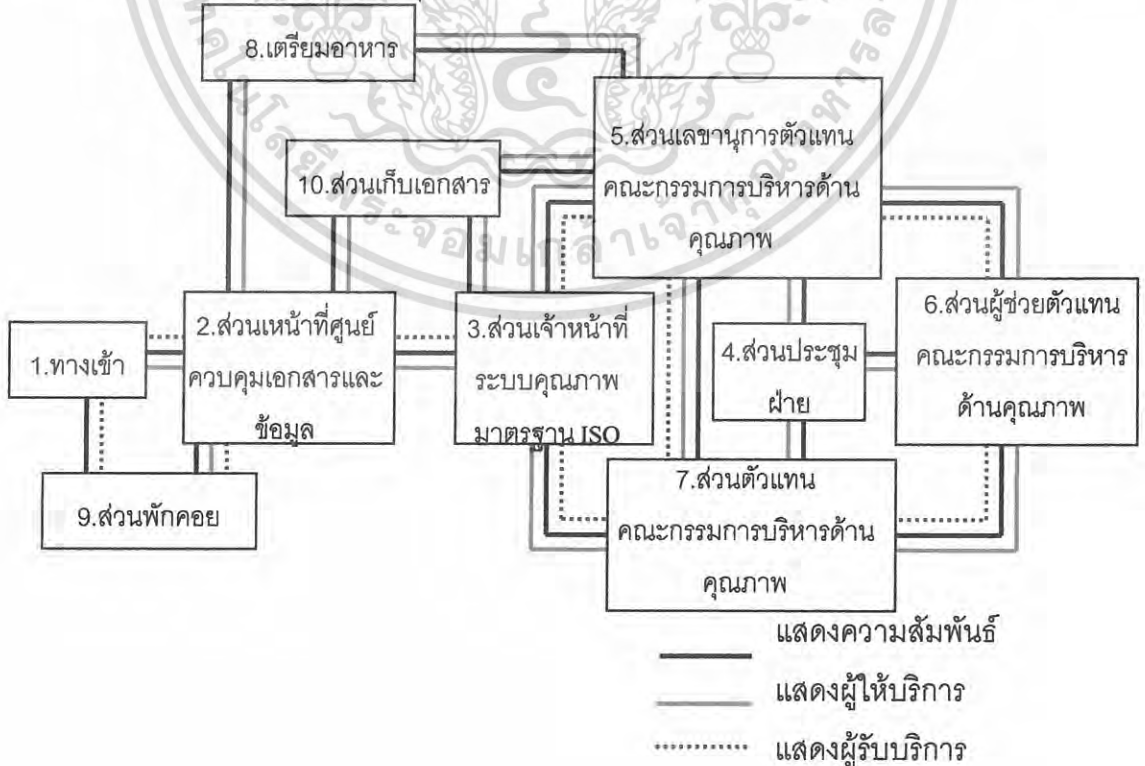 8.เตรียมอาหาร
5.ส่วนเลขานุการตัวแทน
คณะกรรมการบริหารด้าน
คุณภาพ
10.ส่วนเก็บเอกสาร
1.ทางเข้า
2.ส่วนเหน้าที่ศูนย์
ควบคุมเอกสารและ
ข้อมูล
3.ส่วนเจ้าหน้าที่
ระบบคุณภาพ
มาตรฐาน ISO
4.ส่วนประชุม
ฝ่าย
6.ส่วนผู้ช่วยตัวแทน
คณะกรรมการบริหาร
ด้านคุณภาพ
9.ส่วนพักคอย
7.ส่วนตัวแทน
คณะกรรมการบริหารด้าน
คุณภาพ
แสดงความสัมพันธ์
แสดงผู้ให้บริการ
แสดงผู้รับบริการ